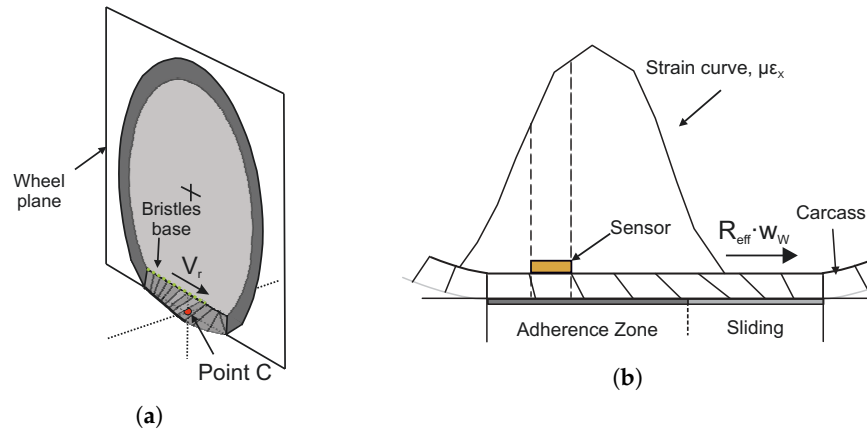 Wheel
plane
Bristles
base
V_r
Point C
(a)
Strain curve, με_x
Sensor
R_eff·w_W
Carcass
Adherence Zone
Sliding
(b)